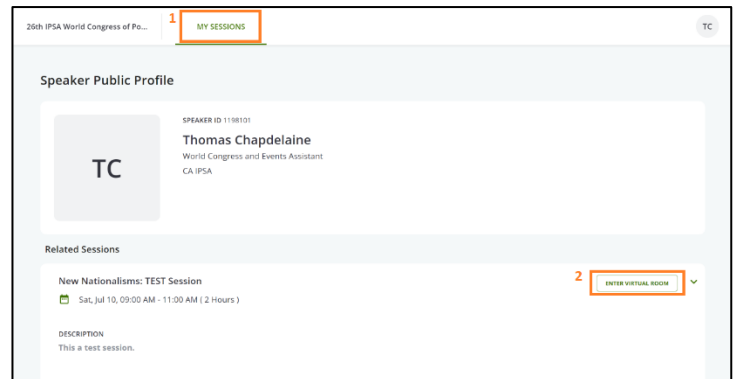 26th IPSA World Congress of Po...
1
MY SESSIONS
TC
Speaker Public Profile
TC
SPEAKER ID 1198101
Thomas Chapdelaine
World Congress and Events Assistant
CA IPSA
Related Sessions
New Nationalisms: TEST Session
2
ENTER VIRTUAL ROOM
Sat, Jul 10, 09:00 AM - 11:00 AM ( 2 Hours )
DESCRIPTION
This a test session.